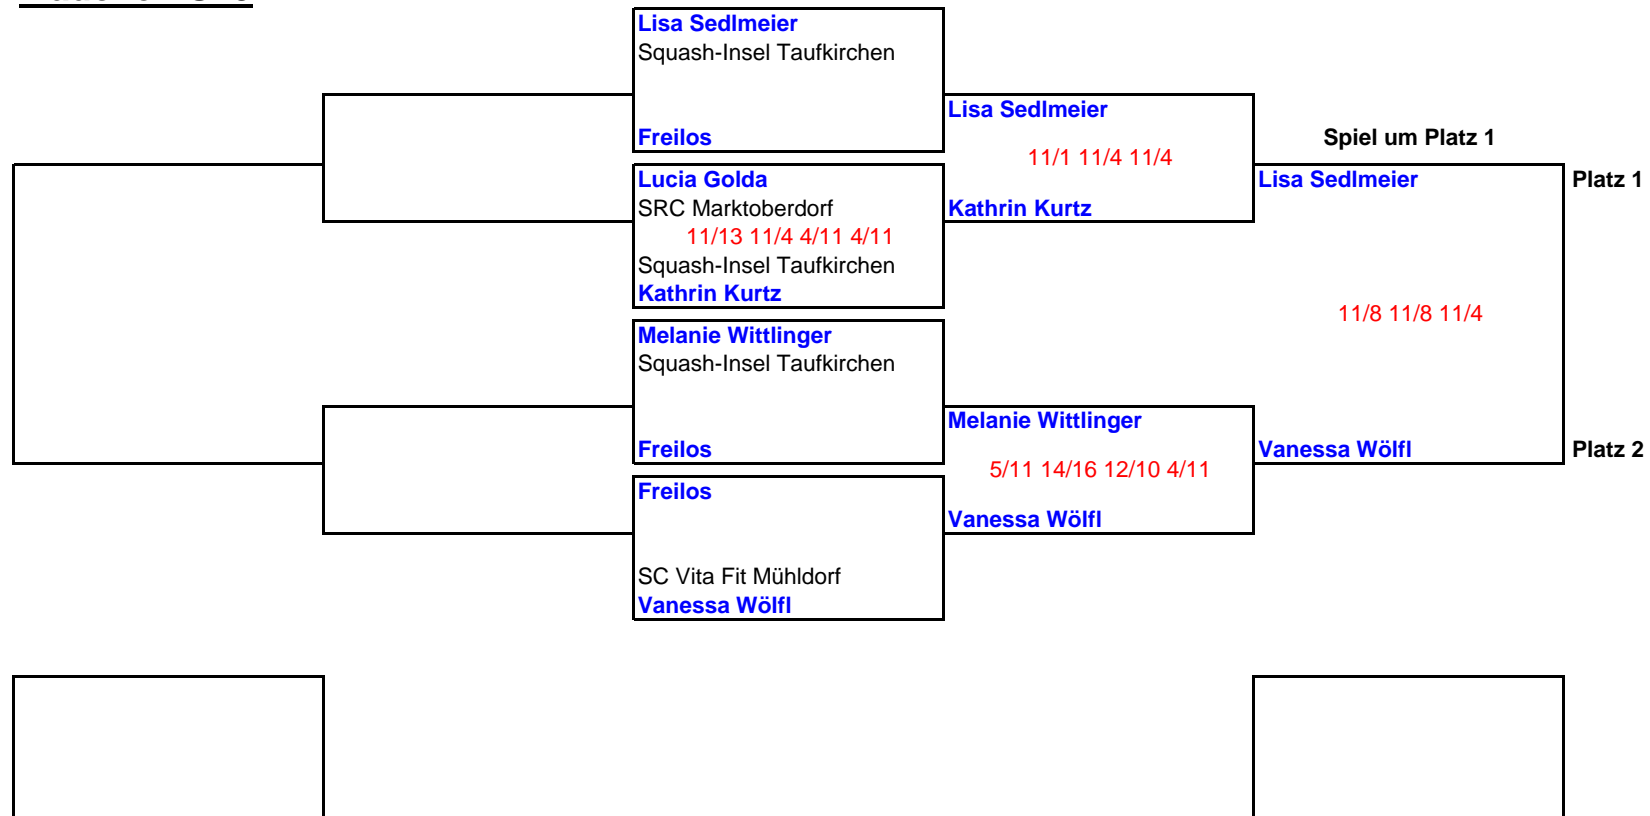 Lisa Sedlmeier
Squash-Insel Taufkirchen
Freilos
Lucia Golda
SRC Marktoberdorf
11/13 11/4 4/11 4/11
Squash-Insel Taufkirchen
Kathrin Kurtz
Melanie Wittlinger
Squash-Insel Taufkirchen
Freilos
Freilos
SC Vita Fit Mühldorf
Vanessa Wölfl
Lisa Sedlmeier
11/1 11/4 11/4
Kathrin Kurtz
Melanie Wittlinger
5/11 14/16 12/10 4/11
Vanessa Wölfl
Spiel um Platz 1
Lisa Sedlmeier
Platz 1
11/8 11/8 11/4
Vanessa Wölfl
Platz 2